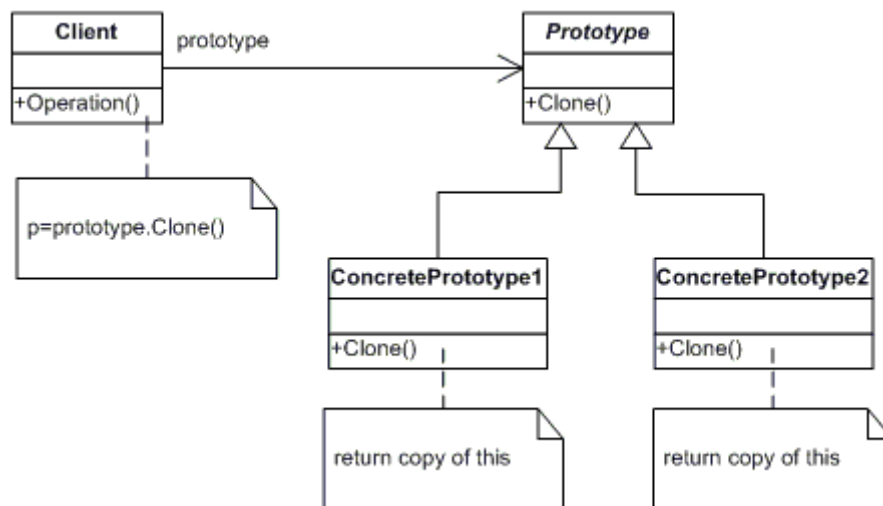 Client
prototype
Prototype
+Operation()
+Clone()
p=prototype.Clone()
ConcretePrototype1
ConcretePrototype2
+Clone()
+Clone()
return copy of this
return copy of this